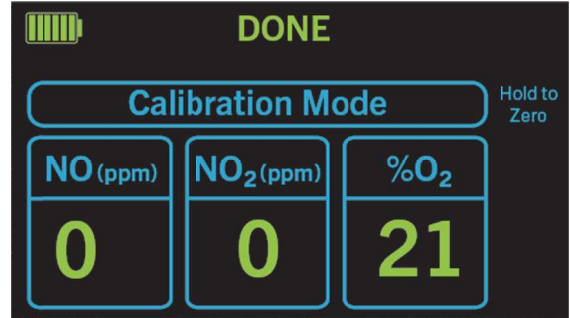 DONE
Calibration Mode
Hold to
Zero
NO (ppm) NO₂ (ppm) %O₂
0 0 21